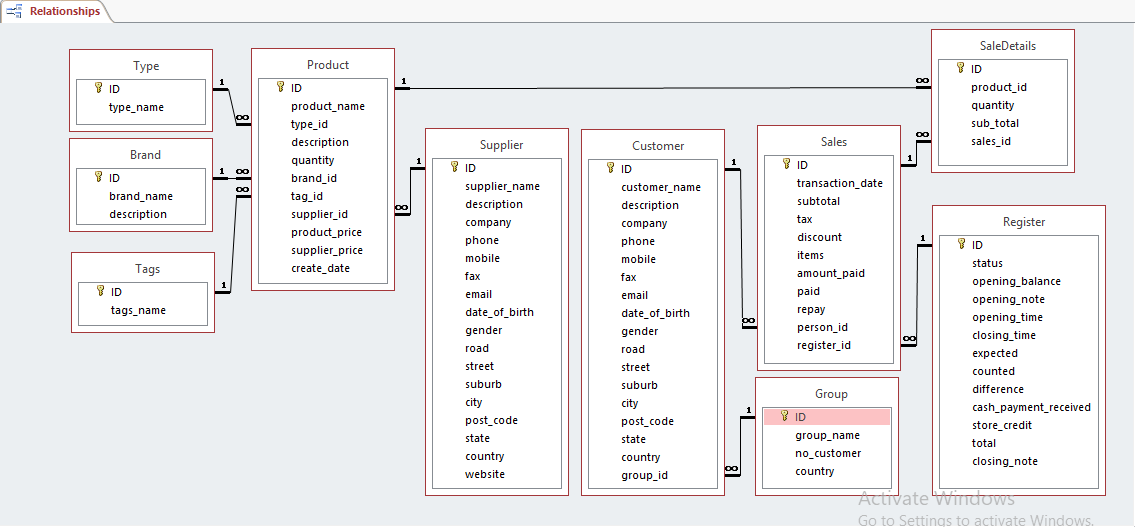 Relationships
Type
ID
type_name
Brand
ID
brand_name
description
Tags
ID
tags_name
1
1
1
∞
∞
∞
Product
ID
product_name
type_id
description
quantity
brand_id
tag_id
supplier_id
product_price
supplier_price
create_date
1
∞
1
∞
Supplier
ID
supplier_name
description
company
phone
mobile
fax
email
date_of_birth
gender
road
street
suburb
city
post_code
state
country
website
Customer
ID
customer_name
description
company
phone
mobile
fax
email
date_of_birth
gender
road
street
suburb
city
post_code
state
country
group_id
1
∞
1
∞
Sales
ID
transaction_date
subtotal
tax
discount
items
amount_paid
paid
repay
person_id
register_id
Group
ID
group_name
no_customer
country
1
∞
1
∞
SaleDetails
ID
product_id
quantity
sub_total
sales_id
Register
ID
status
opening_balance
opening_note
opening_time
closing_time
expected
counted
difference
cash_payment_received
store_credit
total
closing_note
Activate Windows
Go to Settings to activate Windows.